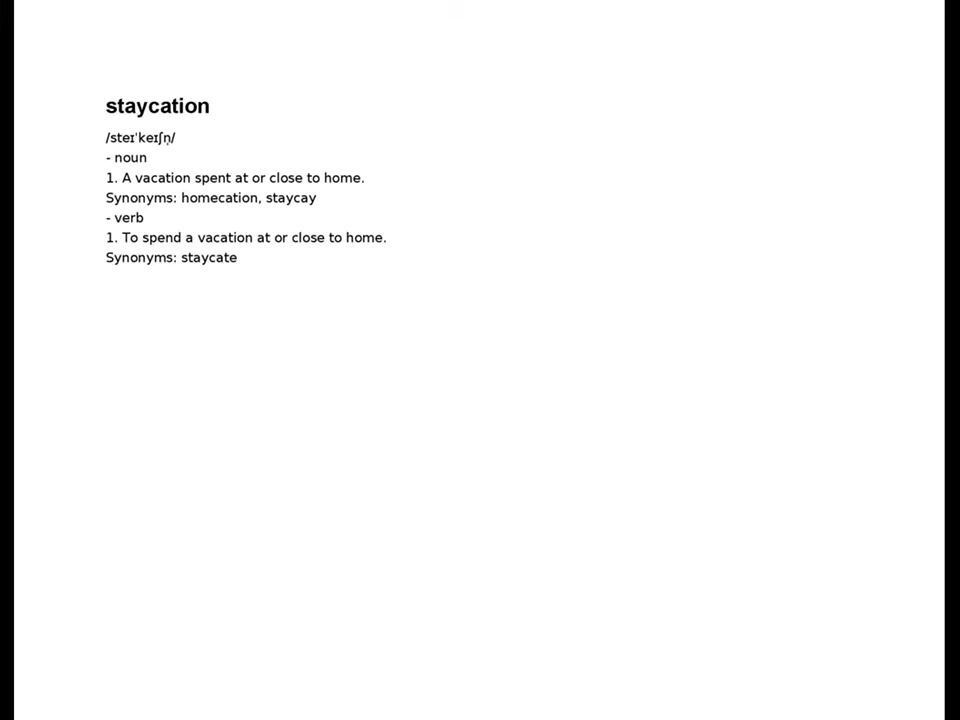 staycation
/steɪˈkeɪʃn̩/
- noun
1. A vacation spent at or close to home.
Synonyms: homecation, staycay
- verb
1. To spend a vacation at or close to home.
Synonyms: staycate